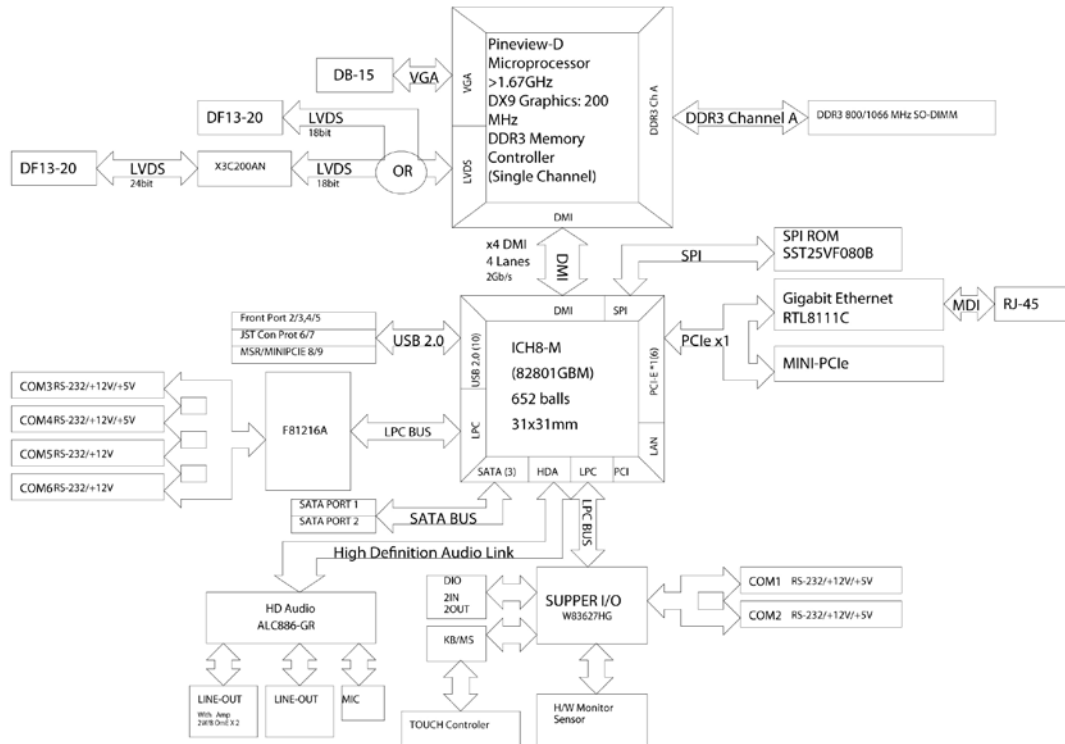 Pineview-D
Microprocessor
>1.67GHz
DX9 Graphics: 200
MHz
DDR3 Memory
Controller
(Single Channel)
VGA
LVDS
DDR3 Ch A
DMI
DB-15
VGA
DF13-20
LVDS
18bit
DF13-20
LVDS
24bit
X3C200AN
LVDS
18bit
OR
DDR3 Channel A
DDR3 800/1066 MHz SO-DIMM
x4 DMI
4 Lanes
2Gb/s
DMI
SPI
SPI ROM
SST25VF080B
Gigabit Ethernet
RTL8111C
MDI
RJ-45
PCIe x1
MINI-PCIe
DMI
SPI
USB 2.0 (10)
LPC
PCI-E *1(6)
LAN
ICH8-M
(82801GBM)
652 balls
31x31mm
SATA (3)
HDA
LPC
PCI
Front Port 2/3,4/5
JST Con Prot 6/7
MSR/MINIPCIE 8/9
USB 2.0
COM3 RS-232/+12V/+5V
COM4 RS-232/+12V/+5V
COM5 RS-232/+12V
COM6 RS-232/+12V
F81216A
LPC BUS
SATA PORT 1
SATA PORT 2
SATA BUS
LPC BUS
High Definition Audio Link
HD Audio
ALC886-GR
LINE-OUT
With Amp
LINE-OUT
MIC
DIO
2IN
2OUT
KB/MS
TOUCH Controler
SUPPER I/O
W83627HG
H/W Monitor
Sensor
COM1 RS-232/+12V/+5V
COM2 RS-232/+12V/+5V